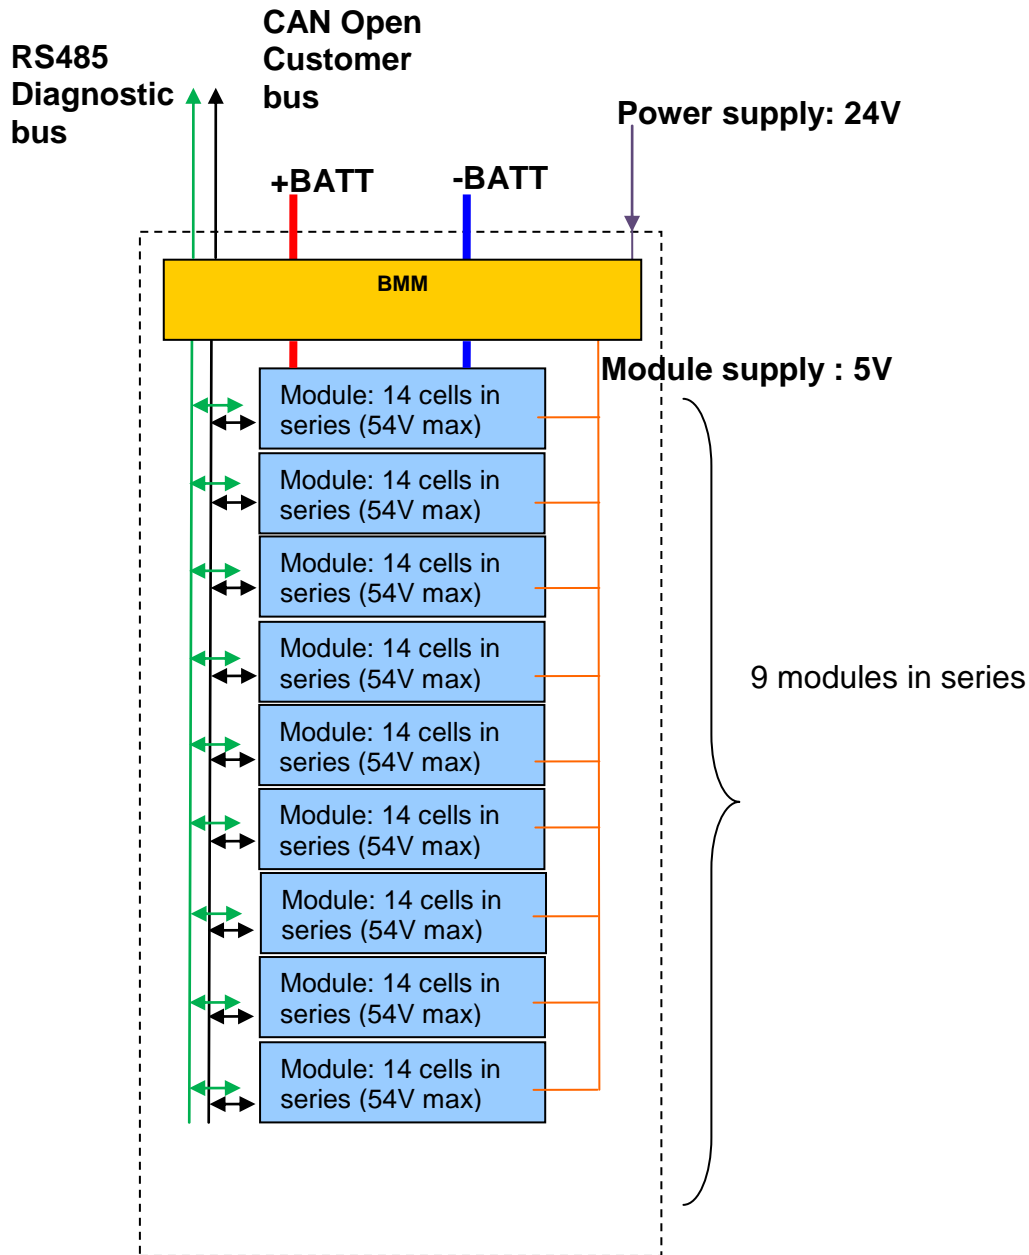 RS485
Diagnostic
bus
CAN Open
Customer
bus
Power supply: 24V
+BATT
-BATT
BMM
Module supply : 5V
Module: 14 cells in
series (54V max)
Module: 14 cells in
series (54V max)
Module: 14 cells in
series (54V max)
Module: 14 cells in
series (54V max)
Module: 14 cells in
series (54V max)
Module: 14 cells in
series (54V max)
Module: 14 cells in
series (54V max)
Module: 14 cells in
series (54V max)
Module: 14 cells in
series (54V max)
9 modules in series